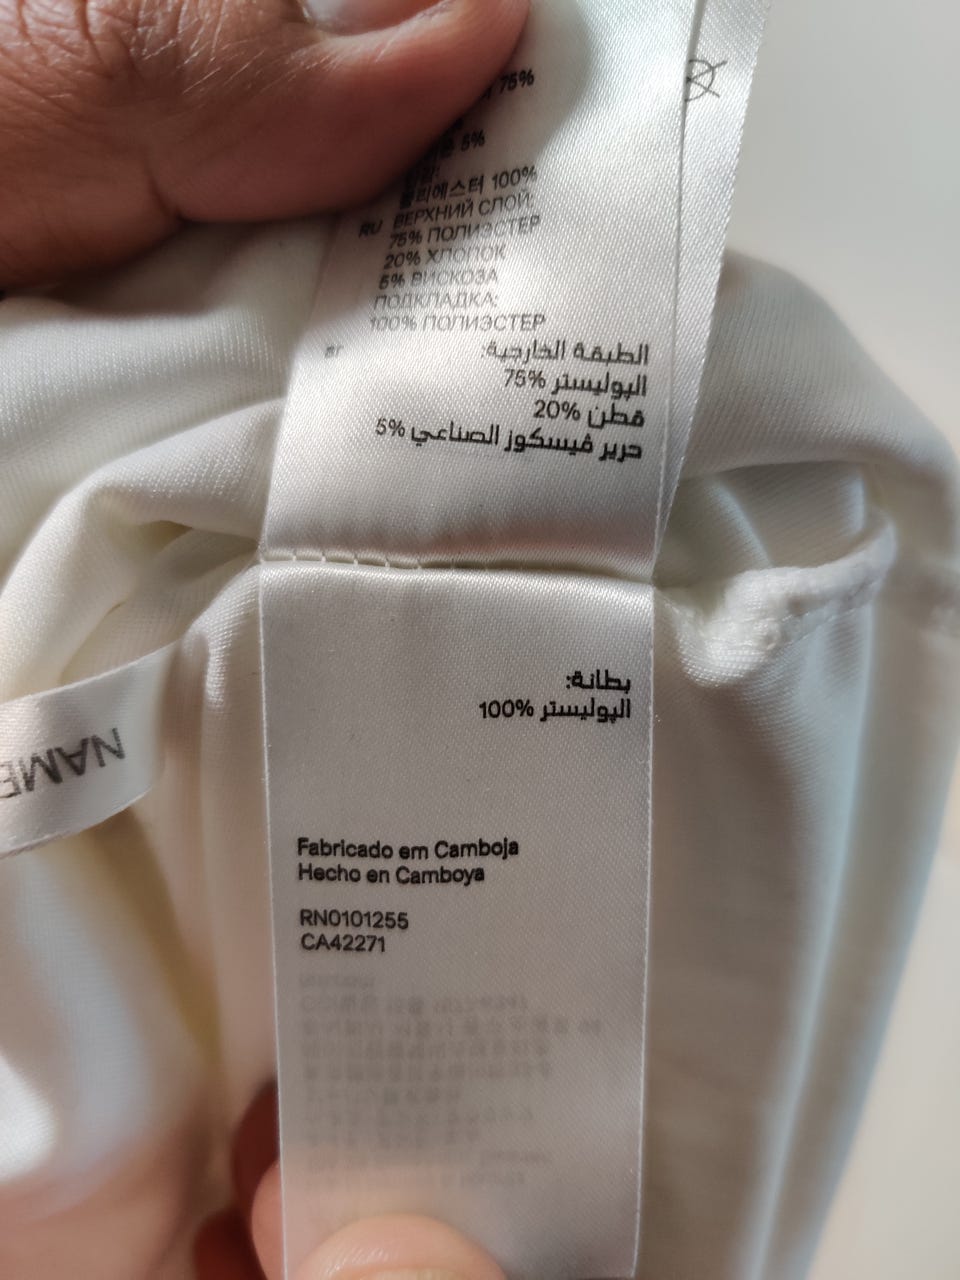 75%
5%
폴리에스터 100%
RU ВЕРХНИЙ СЛОЙ:
75% ПОЛИЭСТЕР
20% ХЛОПОК
5% ВИСКОЗА
ПОДКЛАДКА:
100% ПОЛИЭСТЕР
الطبقة الخارجية:
البوليستر 75%
قطن 20%
حرير ڤيسكوز الصناعي 5%
بطانة:
البوليستر 100%
Fabricado em Camboja
Hecho en Camboya
RN0101255
CA42271
NAME